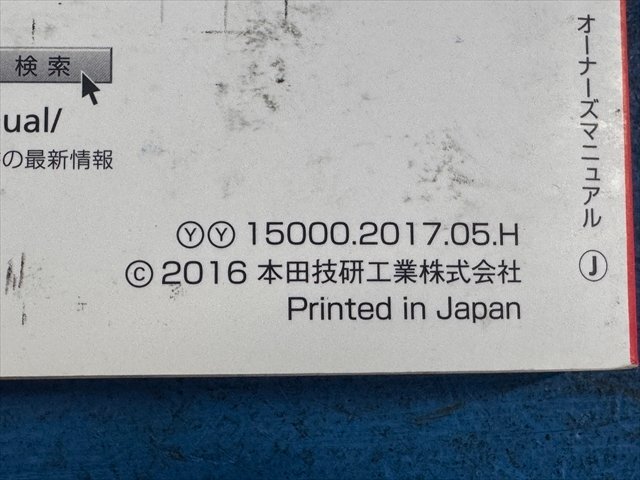 検索
ual/
の最新情報
オーナーズマニュアル Ⓙ
ⓎⓎ 15000.2017.05.H
© 2016 本田技研工業株式会社
Printed in Japan